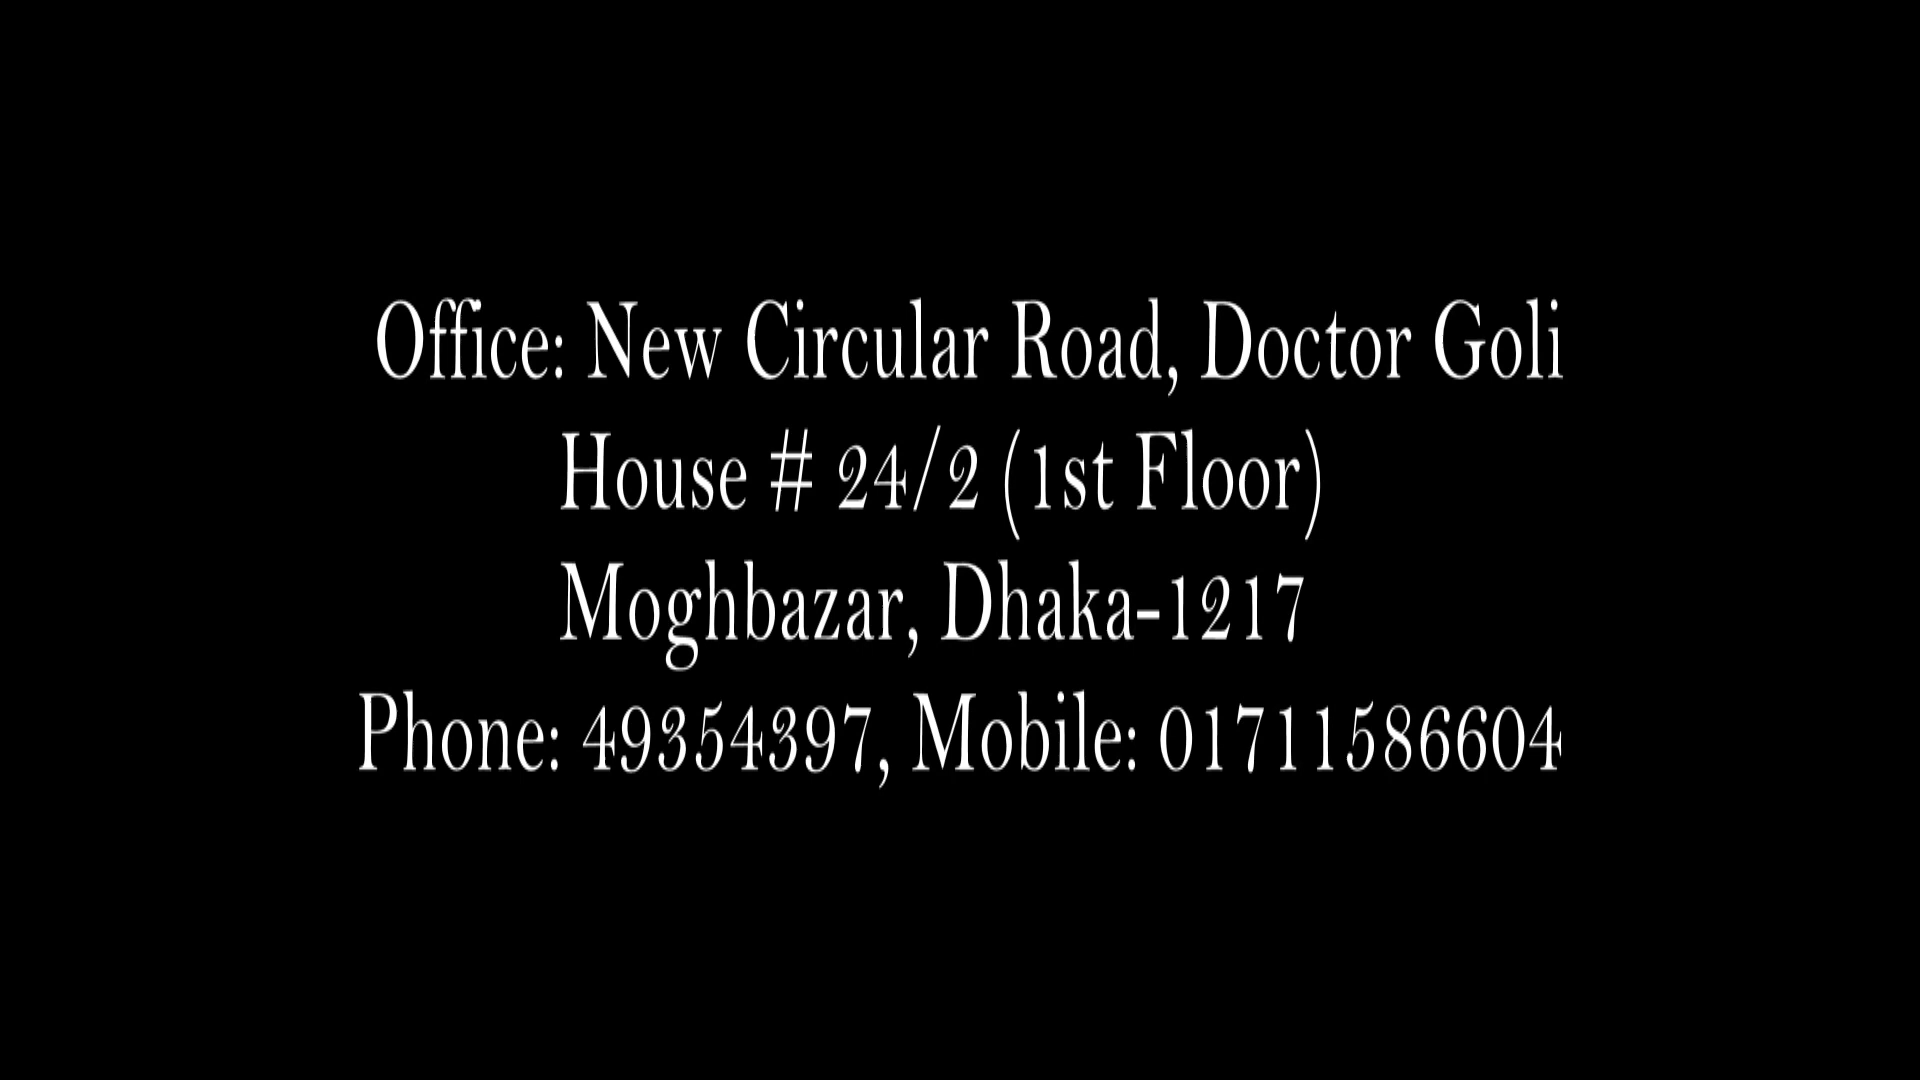 Office: New Circular Road, Doctor Goli
House # 24/2 (1st Floor)
Moghbazar, Dhaka-1217
Phone: 49354397, Mobile: 01711586604